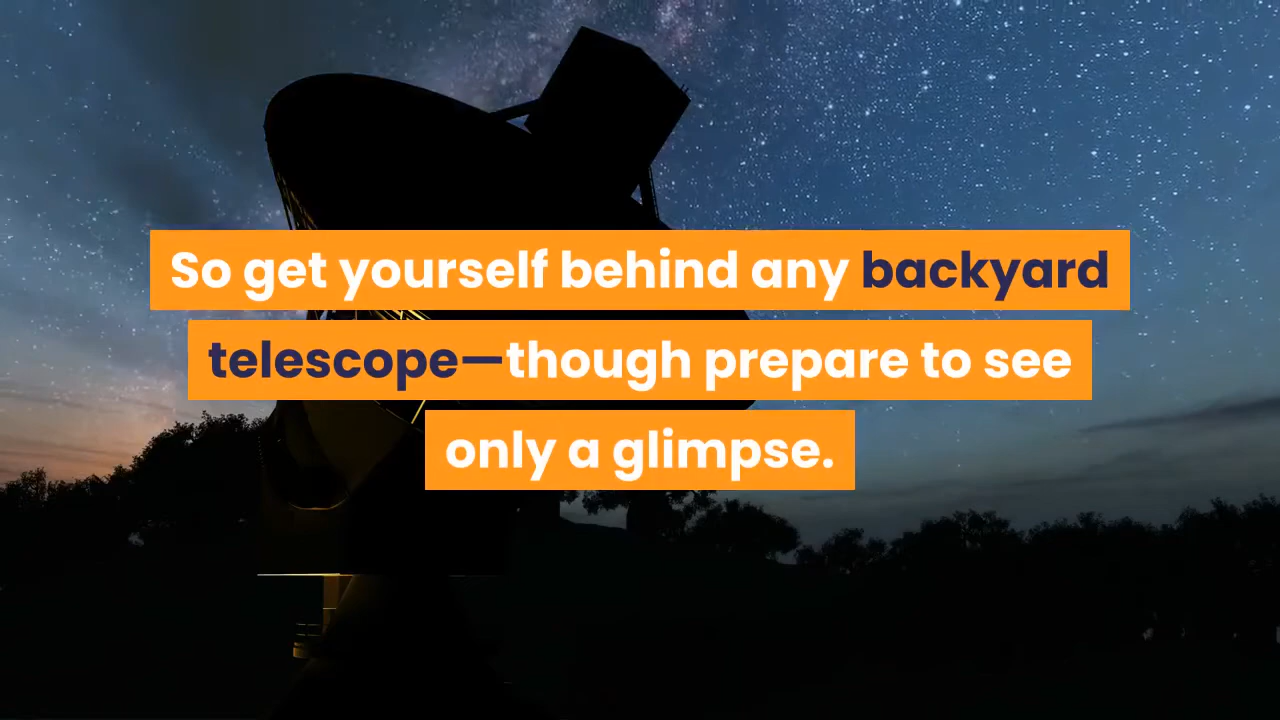 So get yourself behind any backyard
telescope—though prepare to see
only a glimpse.